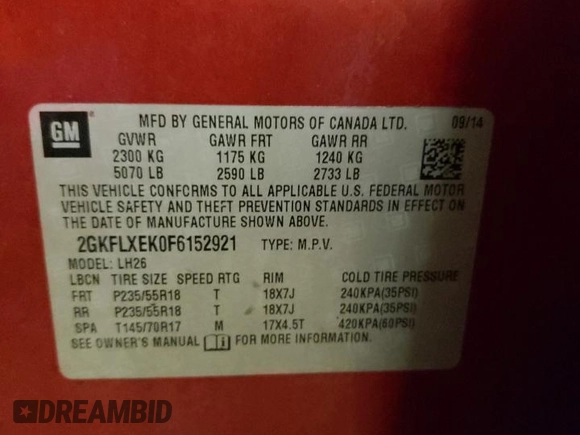 GM
MFD BY GENERAL MOTORS OF CANADA LTD. 09/14
GVWR GAWR FRT GAWR RR
2300 KG 1175 KG 1240 KG
5070 LB 2590 LB 2733 LB
THIS VEHICLE CONFORMS TO ALL APPLICABLE U.S. FEDERAL MOTOR
VEHICLE SAFETY AND THEFT PREVENTION STANDARDS IN EFFECT ON
THE DATE OF MANUFACTURE SHOWN ABOVE.
2GKFLXEK0F6152921 TYPE: M.P.V.
MODEL: LH26
LBCN TIRE SIZE SPEED RTG RIM COLD TIRE PRESSURE
FRT P235/55R18 T 18X7J 240KPA(35PSI)
RR P235/55R18 T 18X7J 240KPA(35PSI)
SPA T145/70R17 M 17X4.5T 420KPA(60PSI)
SEE OWNER'S MANUAL FOR MORE INFORMATION.
DREAMBID